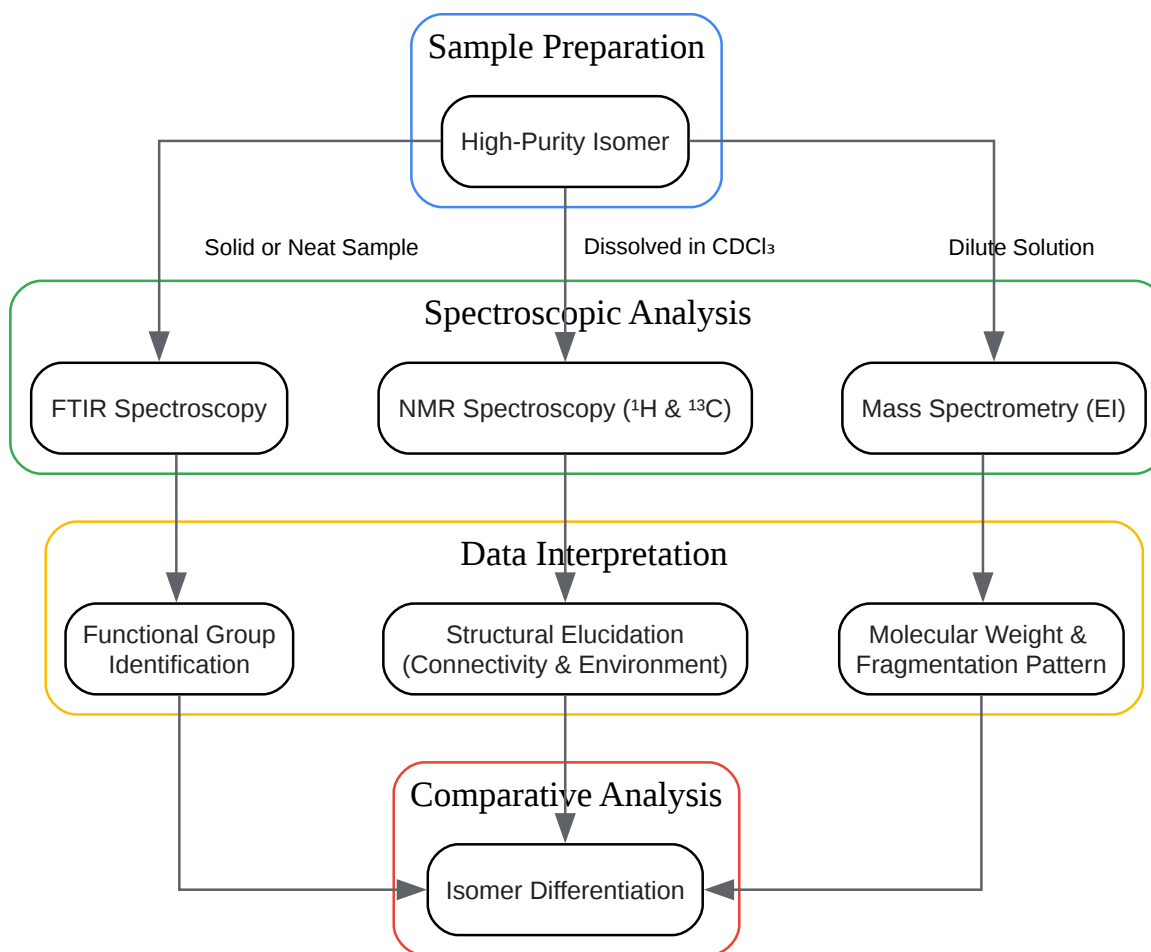 Sample Preparation
High-Purity Isomer
Solid or Neat Sample
Dissolved in CDCl₃
Dilute Solution
Spectroscopic Analysis
FTIR Spectroscopy
NMR Spectroscopy (¹H & ¹³C)
Mass Spectrometry (EI)
Data Interpretation
Functional Group
Identification
Structural Elucidation
(Connectivity & Environment)
Molecular Weight &
Fragmentation Pattern
Comparative Analysis
Isomer Differentiation